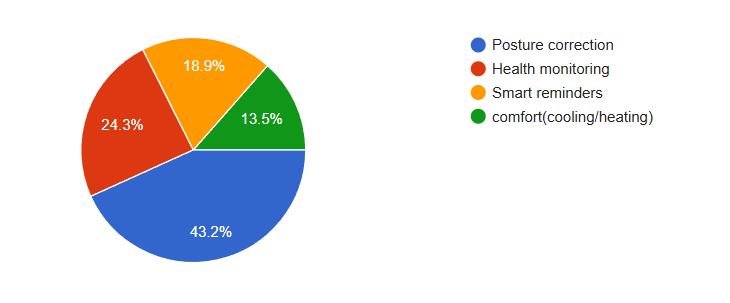 18.9%
24.3%
13.5%
43.2%
Posture correction
Health monitoring
Smart reminders
comfort(cooling/heating)